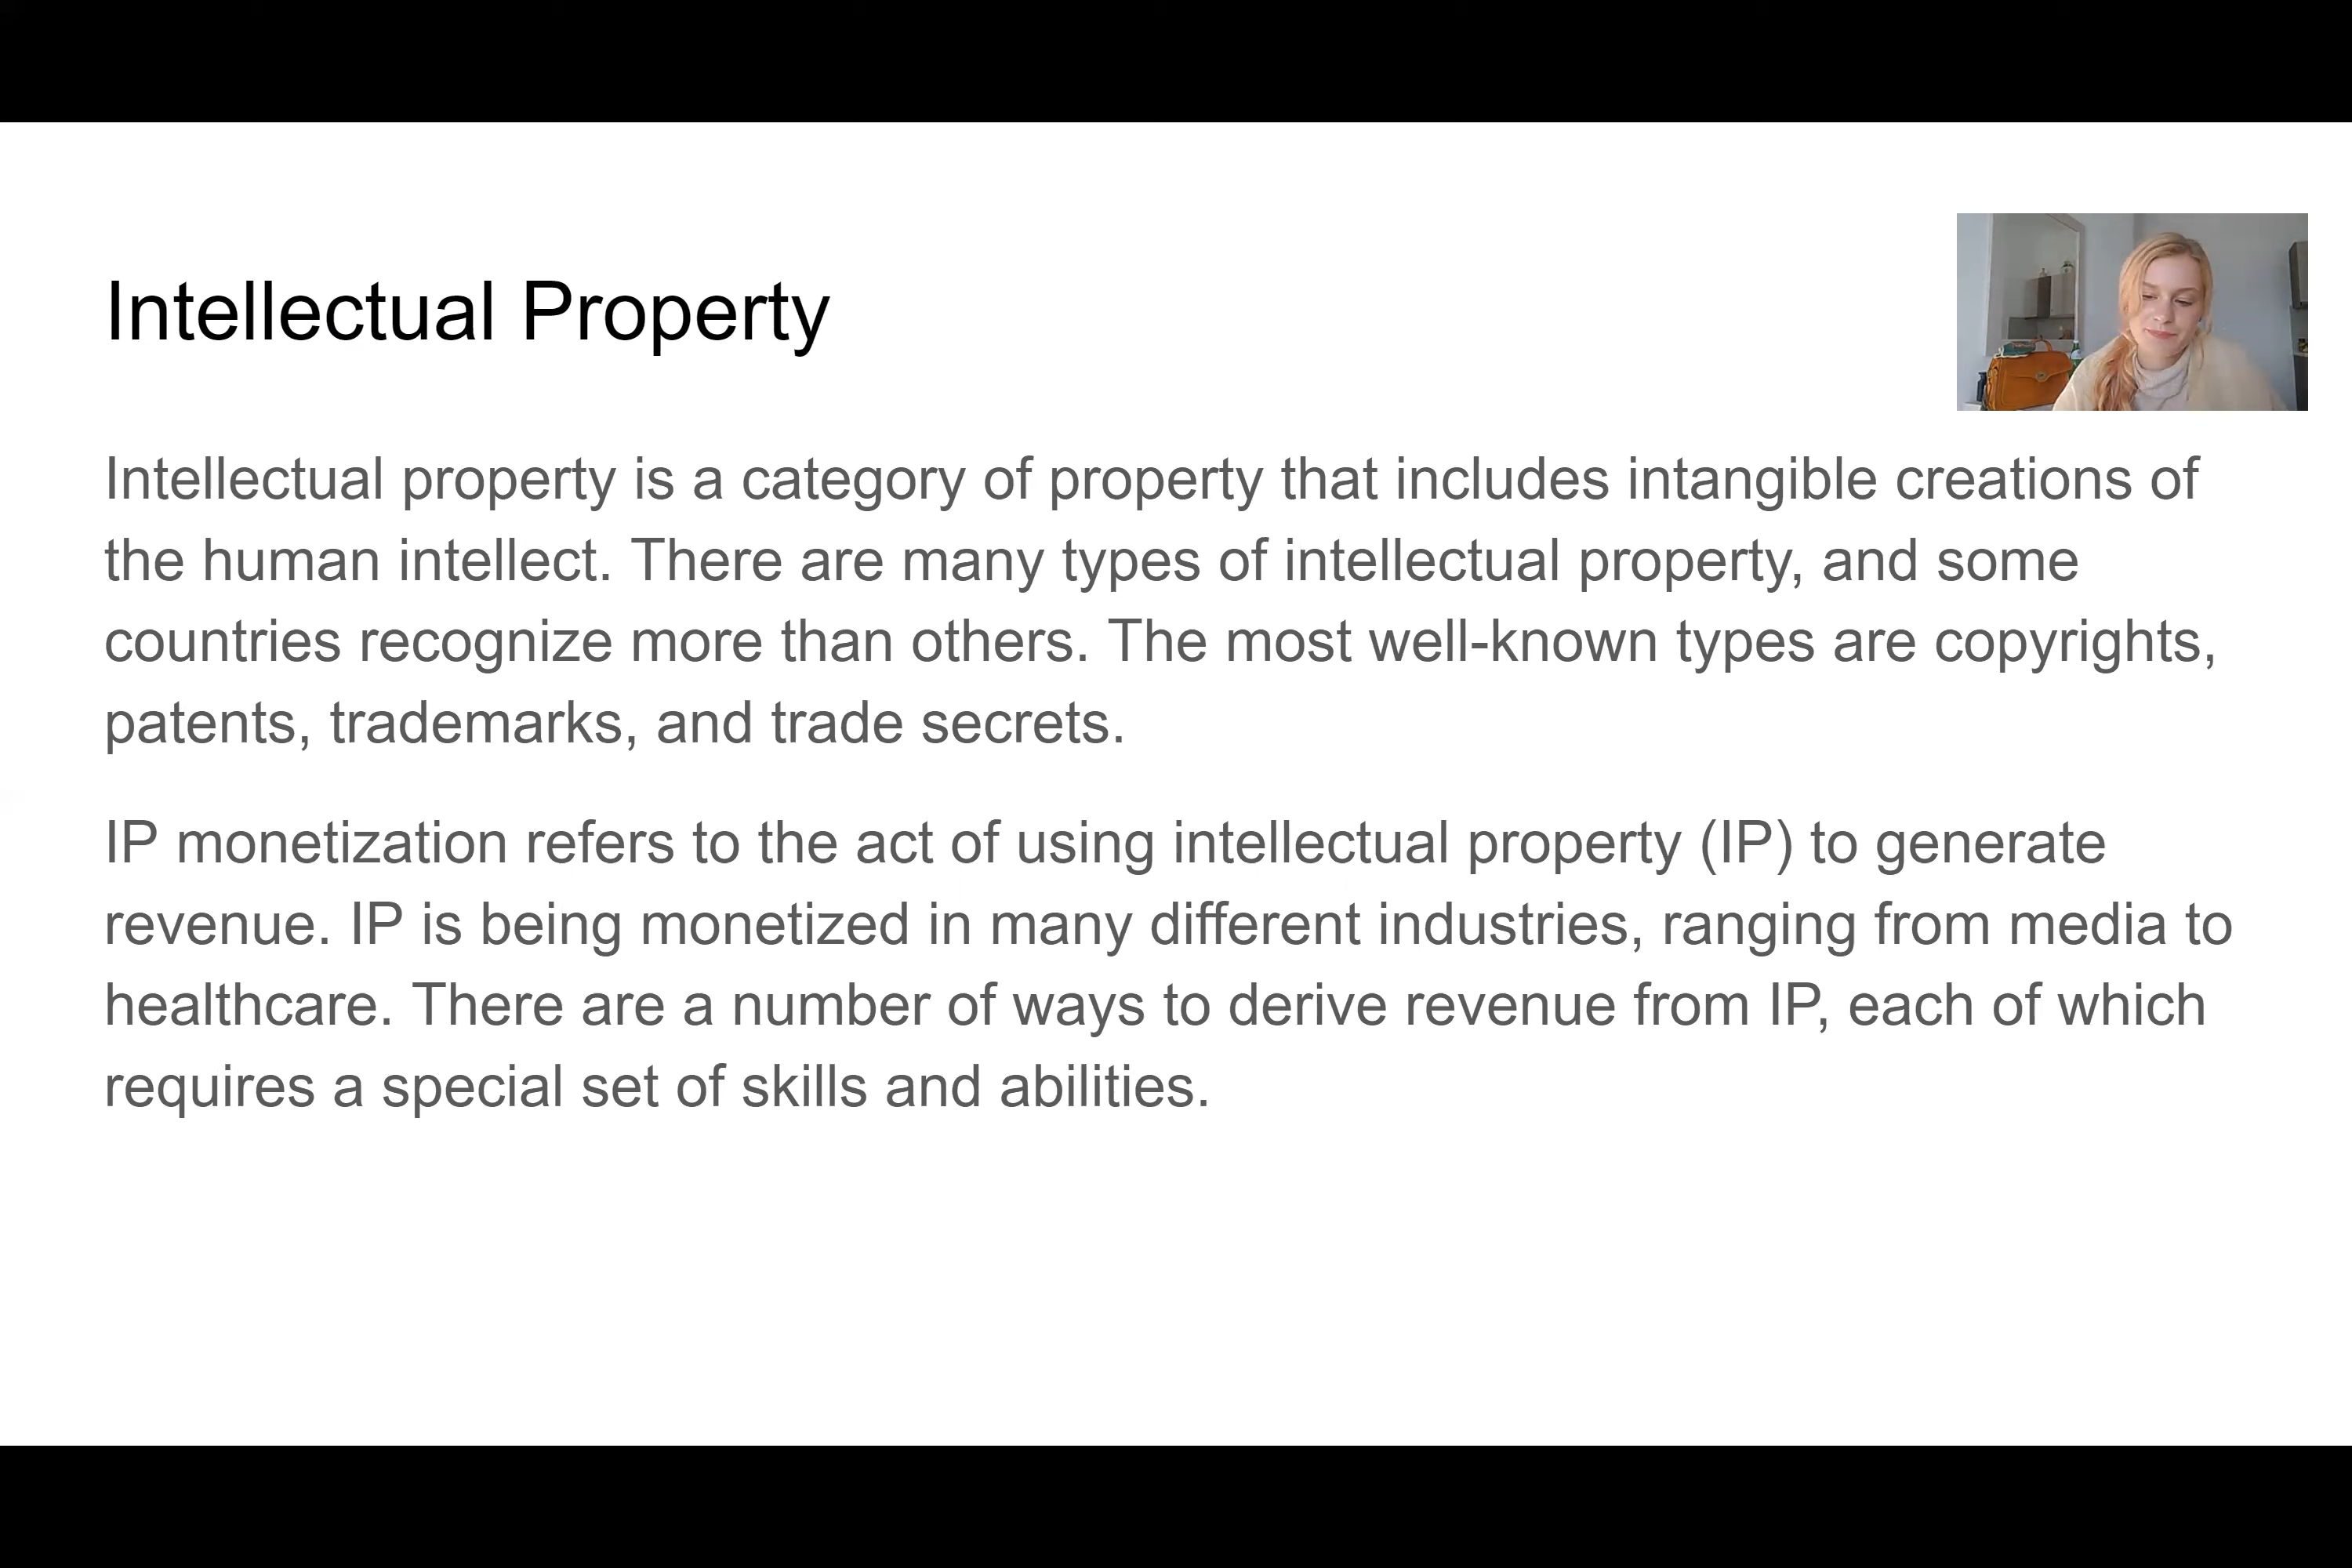 Intellectual Property
Intellectual property is a category of property that includes intangible creations of
the human intellect. There are many types of intellectual property, and some
countries recognize more than others. The most well-known types are copyrights,
patents, trademarks, and trade secrets.
IP monetization refers to the act of using intellectual property (IP) to generate
revenue. IP is being monetized in many different industries, ranging from media to
healthcare. There are a number of ways to derive revenue from IP, each of which
requires a special set of skills and abilities.